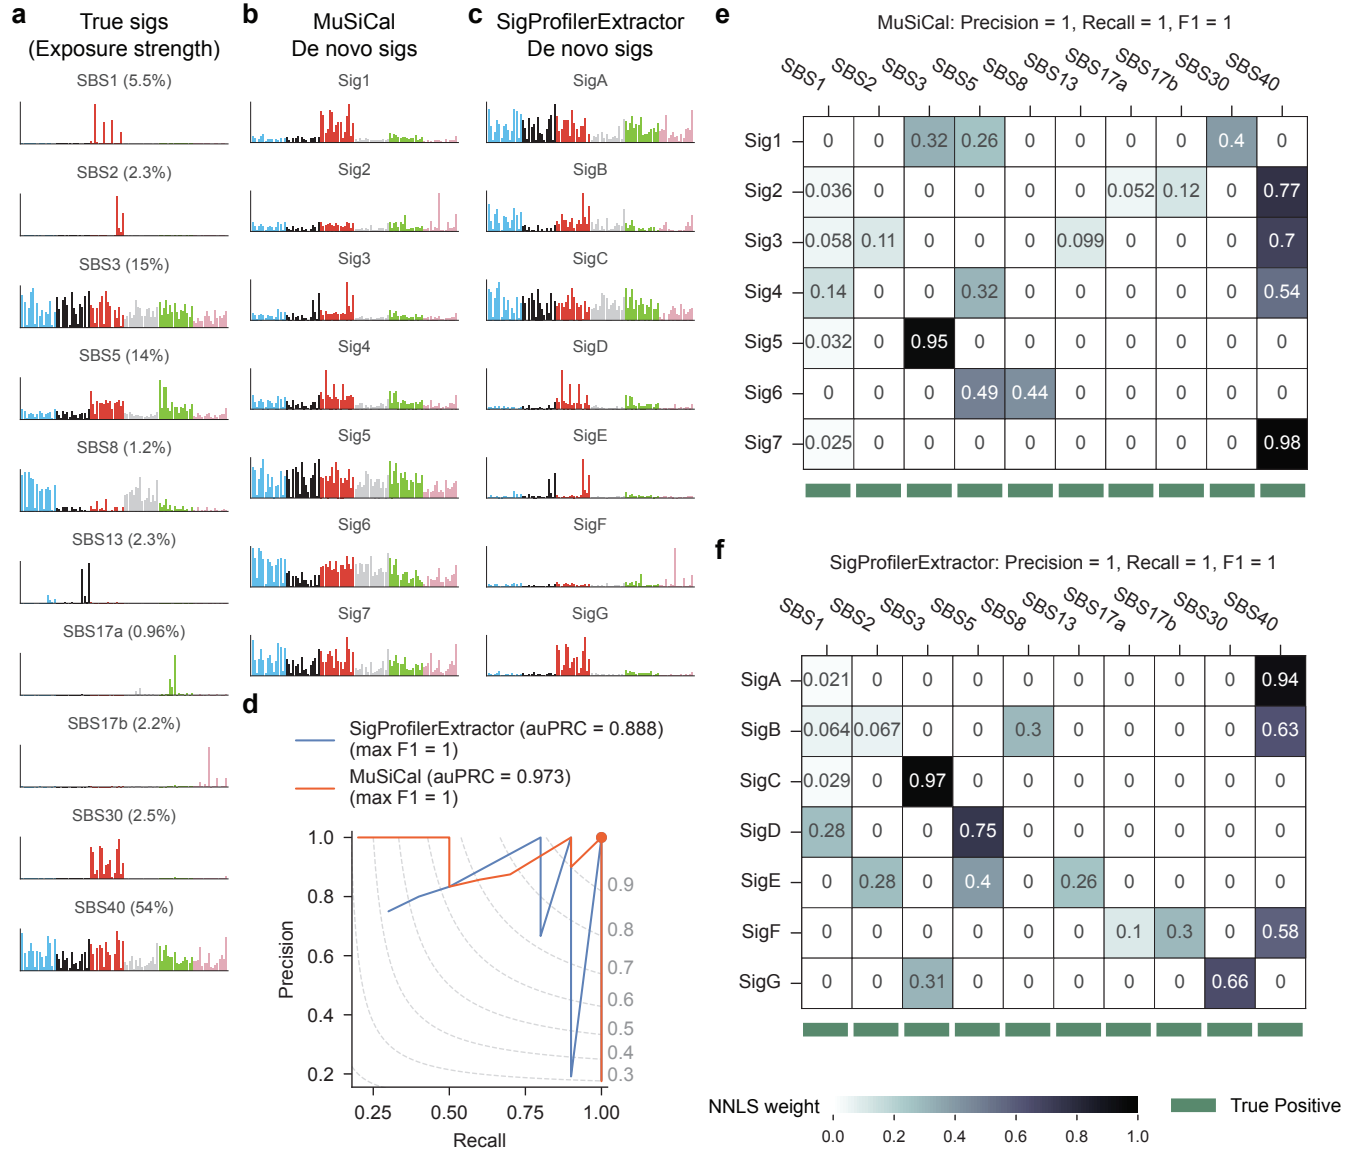 a
True sigs
(Exposure strength)
SBS1 (5.5%)
SBS2 (2.3%)
SBS3 (15%)
SBS5 (14%)
SBS8 (1.2%)
SBS13 (2.3%)
SBS17a (0.96%)
SBS17b (2.2%)
SBS30 (2.5%)
SBS40 (54%)
b
MuSiCal
De novo sigs
Sig1
Sig2
Sig3
Sig4
Sig5
Sig6
Sig7
c
SigProfilerExtractor
De novo sigs
SigA
SigB
SigC
SigD
SigE
SigF
SigG
d
SigProfilerExtractor (auPRC = 0.888)
(max F1 = 1)
MuSiCal (auPRC = 0.973)
(max F1 = 1)
Precision
1.0
0.8
0.6
0.4
0.2
0.9
0.8
0.7
0.6
0.5
0.4
0.3
0.25 0.50 0.75 1.00
Recall
e
MuSiCal: Precision = 1, Recall = 1, F1 = 1
SBS1 SBS2 SBS3 SBS5 SBS8 SBS13 SBS17a SBS17b SBS30 SBS40
Sig1 0 0 0.32 0.26 0 0 0 0 0.4 0
Sig2 0.036 0 0 0 0 0 0.052 0.12 0 0.77
Sig3 0.058 0.11 0 0 0 0.099 0 0 0 0.7
Sig4 0.14 0 0 0.32 0 0 0 0 0 0.54
Sig5 0.032 0 0.95 0 0 0 0 0 0 0
Sig6 0 0 0 0.49 0.44 0 0 0 0 0
Sig7 0.025 0 0 0 0 0 0 0 0 0.98
f
SigProfilerExtractor: Precision = 1, Recall = 1, F1 = 1
SBS1 SBS2 SBS3 SBS5 SBS8 SBS13 SBS17a SBS17b SBS30 SBS40
SigA 0.021 0 0 0 0 0 0 0 0 0.94
SigB 0.064 0.067 0 0 0.3 0 0 0 0 0.63
SigC 0.029 0 0.97 0 0 0 0 0 0 0
SigD 0.28 0 0 0.75 0 0 0 0 0 0
SigE 0 0.28 0 0.4 0 0.26 0 0 0 0
SigF 0 0 0 0 0 0 0.1 0.3 0 0.58
SigG 0 0 0.31 0 0 0 0 0 0.66 0
NNLS weight
0.0 0.2 0.4 0.6 0.8 1.0
True Positive